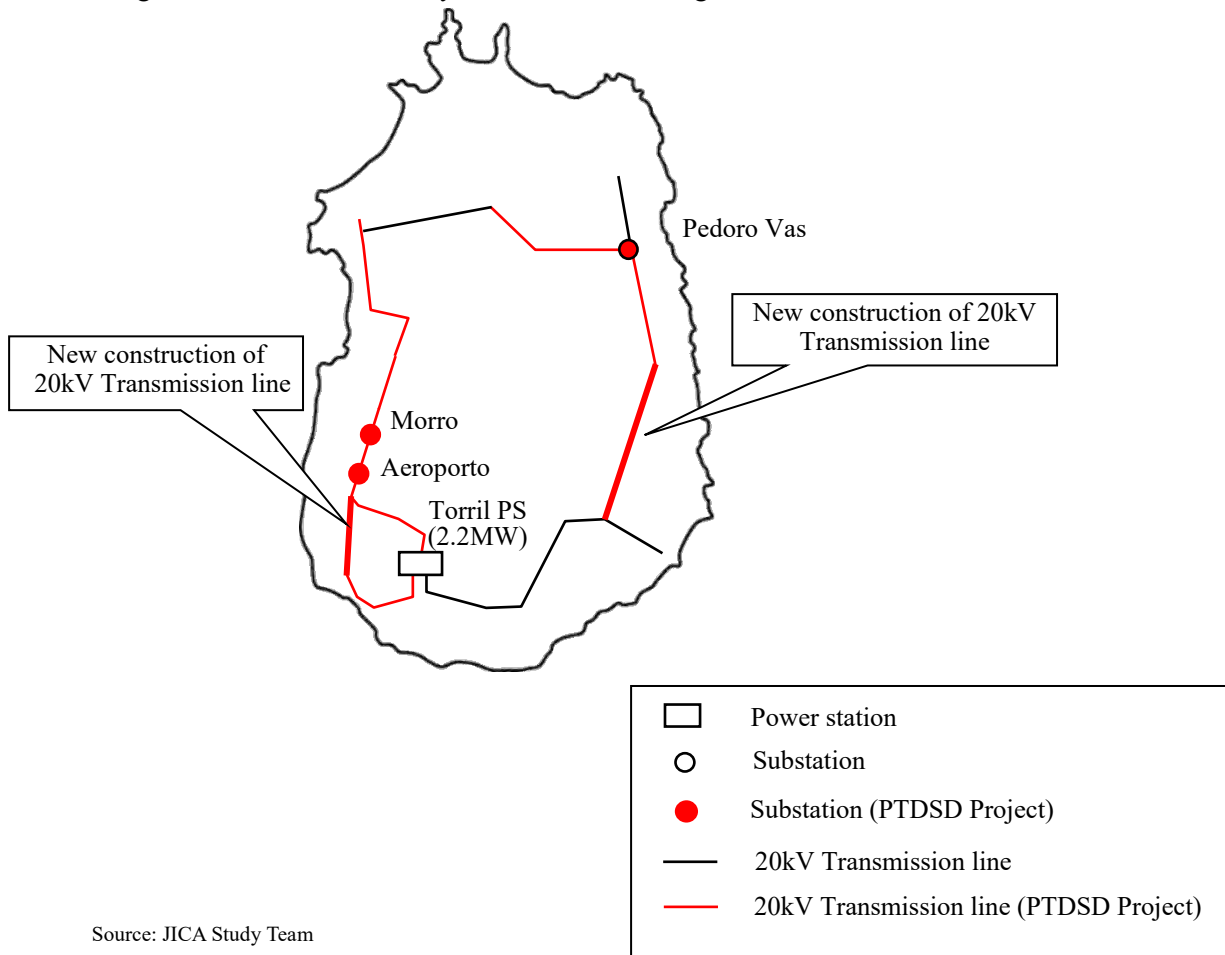 Pedoro Vas
New construction of 20kV
Transmission line
New construction of
20kV Transmission line
Morro
Aeroporto
Torril PS
(2.2MW)
Power station
Substation
Substation (PTDSD Project)
20kV Transmission line
20kV Transmission line (PTDSD Project)
Source: JICA Study Team